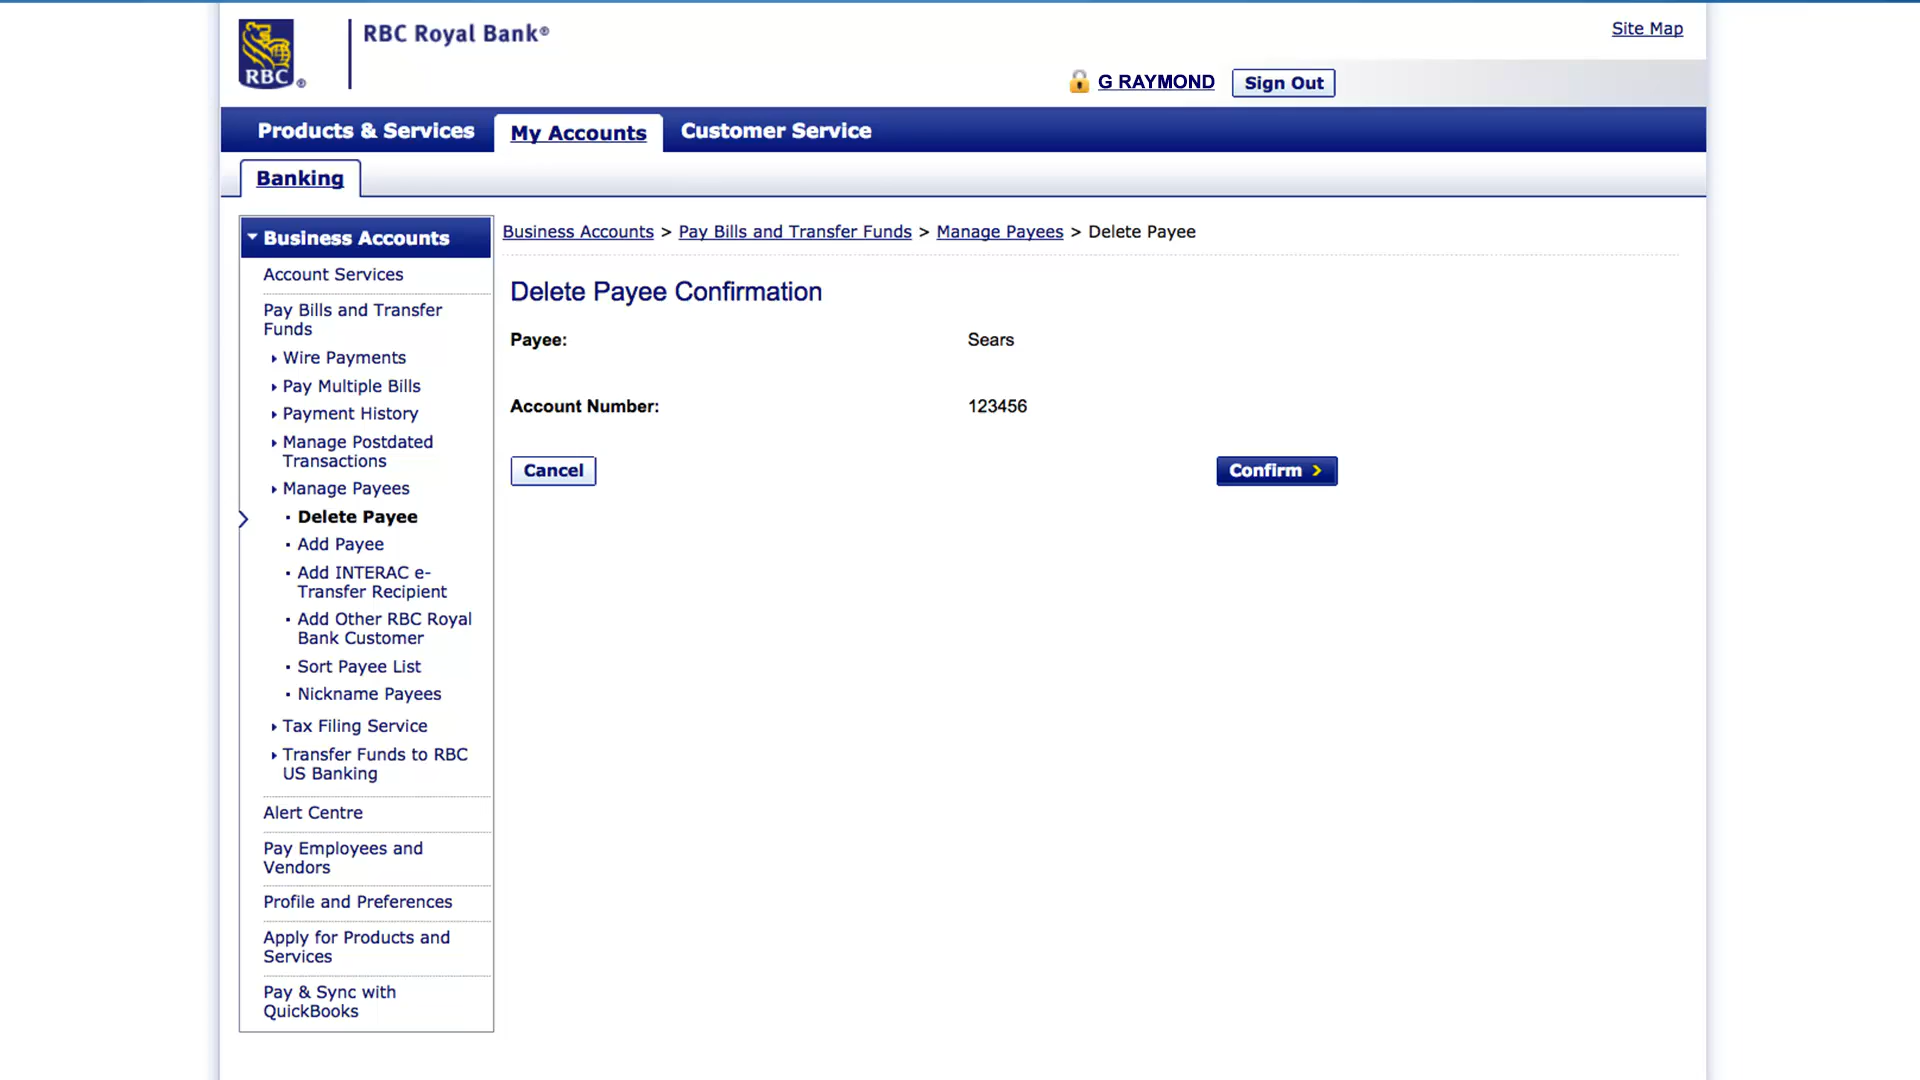 RBC Royal Bank®
RBC ®
Site Map
G RAYMOND Sign Out
Products & Services My Accounts Customer Service
Banking
Business Accounts
Account Services
Pay Bills and Transfer
Funds
Wire Payments
Pay Multiple Bills
Payment History
Manage Postdated
Transactions
Manage Payees
Delete Payee
Add Payee
Add INTERAC e-
Transfer Recipient
Add Other RBC Royal
Bank Customer
Sort Payee List
Nickname Payees
Tax Filing Service
Transfer Funds to RBC
US Banking
Alert Centre
Pay Employees and
Vendors
Profile and Preferences
Apply for Products and
Services
Pay & Sync with
QuickBooks
Business Accounts > Pay Bills and Transfer Funds > Manage Payees > Delete Payee
Delete Payee Confirmation
Payee: Sears
Account Number: 123456
Cancel Confirm >